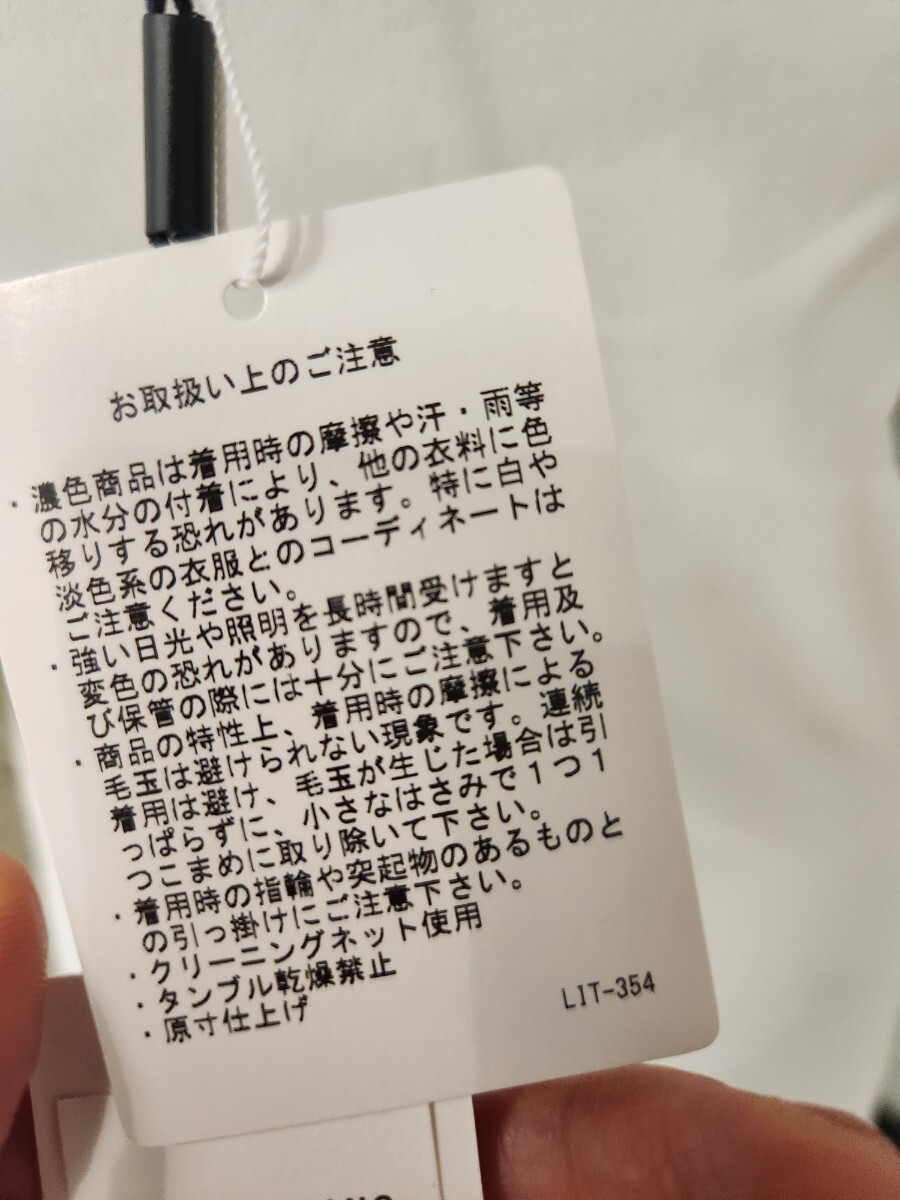 お取扱い上のご注意
・濃色商品は着用時の摩擦や汗・雨等
の水分の付着により、他の衣料に色
移りする恐れがあります。特に白や
淡色系の衣服とのコーディネートは
ご注意ください。
・強い日光や照明を長時間受けますと
変色の恐れがありますので、着用及
び保管の際には十分にご注意下さい。
・商品の特性上、着用時の摩擦による
毛玉は避けられない現象です。連続
着用は避け、毛玉が生じた場合は引
っぱらずに、小さなはさみで1つ1
つこまめに取り除いて下さい。
・着用時の指輪や突起物のあるものと
の引っ掛けにご注意下さい。
・クリーニングネット使用
・タンブル乾燥禁止
・原寸仕上げ
LIT-354